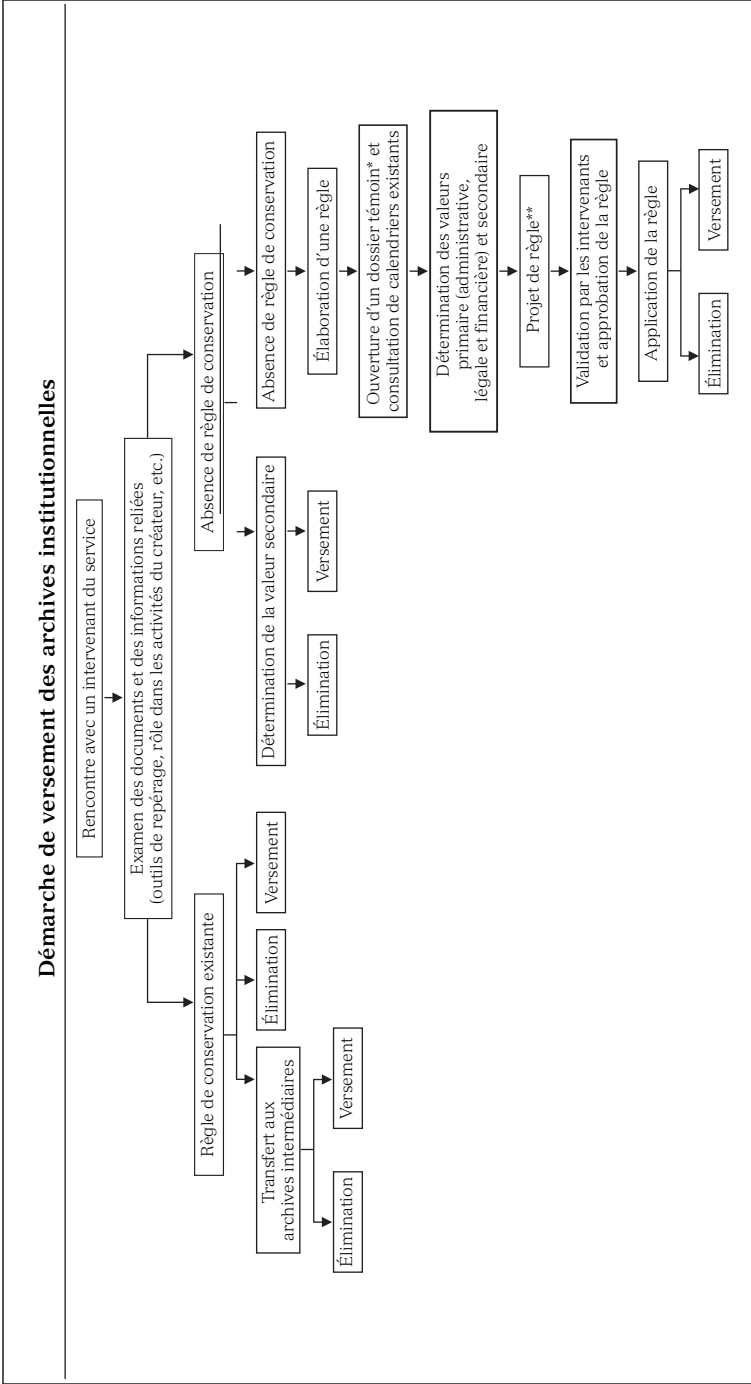 Démarche de versement des archives institutionnelles
Rencontre avec un intervenant du service
Examen des documents et des informations reliées
(outils de repérage, rôle dans les activités du créateur, etc.)
Règle de conservation existante
Transfert aux
archives intermédiaires
Élimination
Versement
Élimination
Versement
Absence de règle de conservation
Détermination de la valeur secondaire
Élimination
Versement
Absence de règle de conservation
Élaboration d'une règle
Ouverture d'un dossier témoin* et
consultation de calendriers existants
Détermination des valeurs
primaire (administrative,
légale et financière) et secondaire
Projet de règle**
Validation par les intervenants
et approbation de la règle
Application de la règle
Élimination
Versement